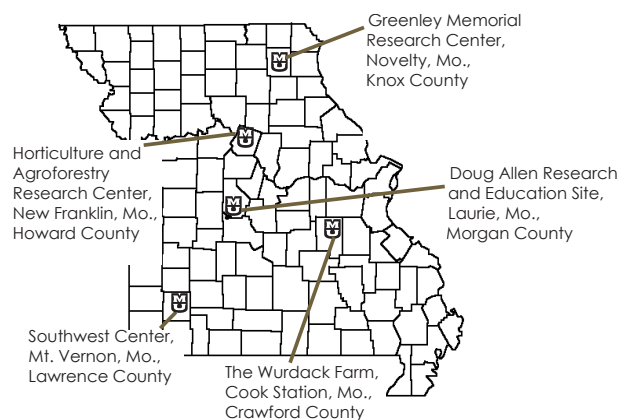 Greenley Memorial
Research Center,
Novelty, Mo.,
Knox County
Horticulture and
Agroforestry
Research Center,
New Franklin, Mo.,
Howard County
Doug Allen Research
and Education Site,
Laurie, Mo.,
Morgan County
Southwest Center,
Mt. Vernon, Mo.,
Lawrence County
The Wurdack Farm,
Cook Station, Mo.,
Crawford County